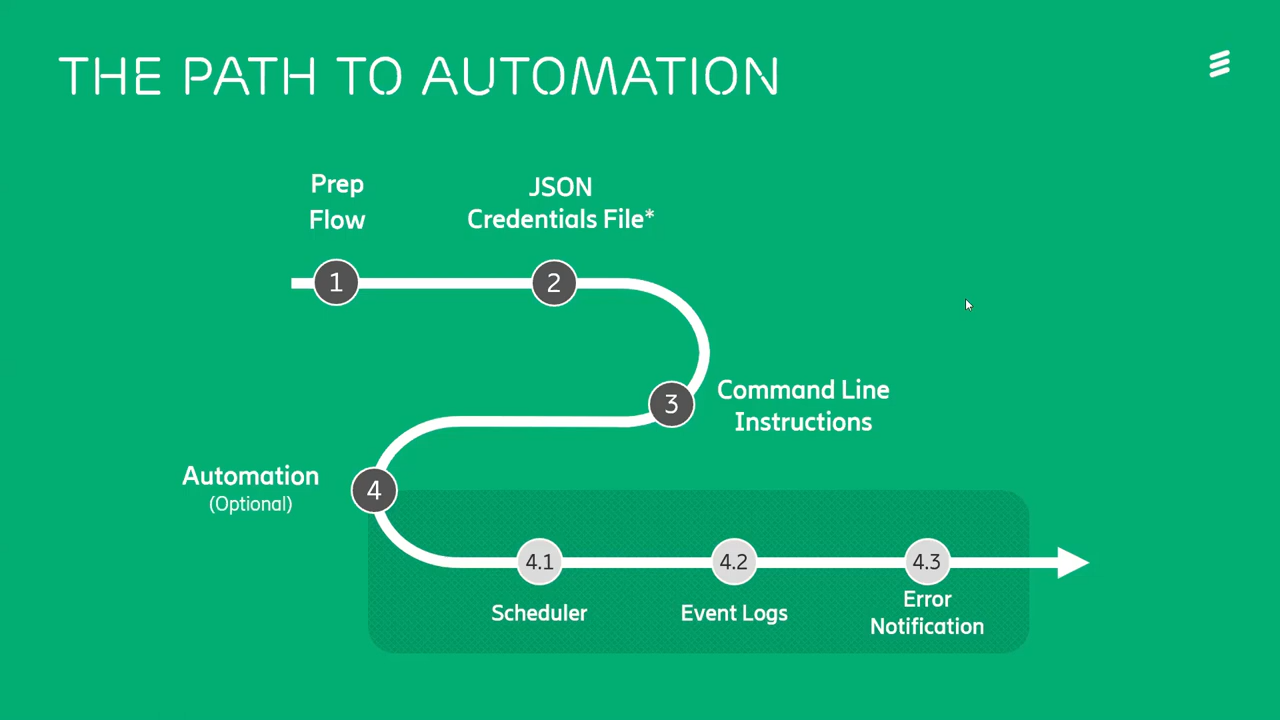 THE PATH TO AUTOMATION
Prep
Flow
JSON
Credentials File*
1
2
3
Command Line
Instructions
Automation
(Optional)
4
4.1
4.2
4.3
Scheduler
Event Logs
Error
Notification